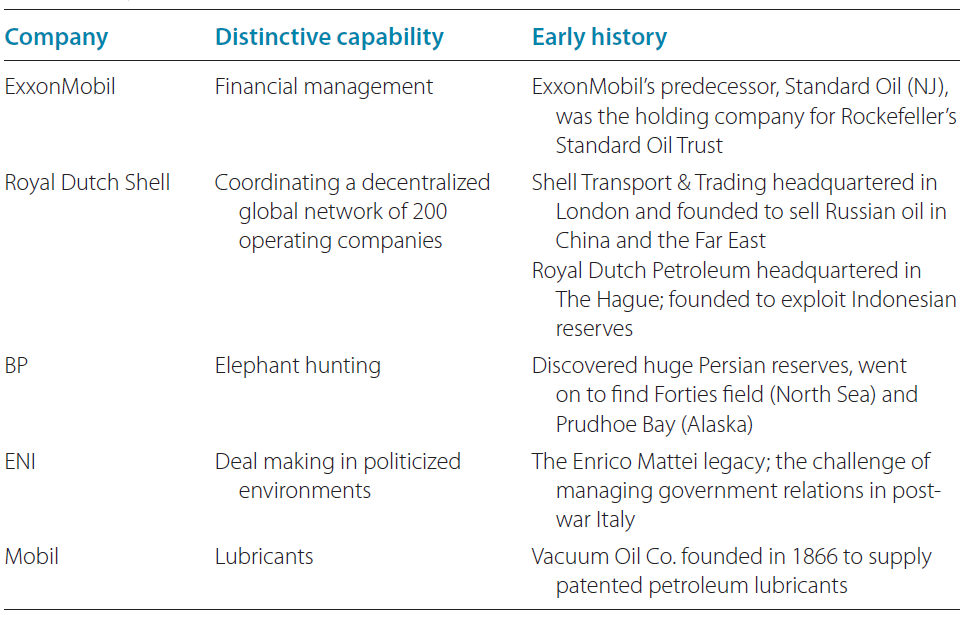 Company Distinctive capability Early history
ExxonMobil Financial management ExxonMobil’s predecessor, Standard Oil (NJ),
was the holding company for Rockefeller’s
Standard Oil Trust
Royal Dutch Shell Coordinating a decentralized Shell Transport & Trading headquartered in
global network of 200 London and founded to sell Russian oil in
operating companies China and the Far East
Royal Dutch Petroleum headquartered in
The Hague; founded to exploit Indonesian
reserves
BP Elephant hunting Discovered huge Persian reserves, went
on to find Forties field (North Sea) and
Prudhoe Bay (Alaska)
ENI Deal making in politicized The Enrico Mattei legacy; the challenge of
environments managing government relations in post-
war Italy
Mobil Lubricants Vacuum Oil Co. founded in 1866 to supply
patented petroleum lubricants